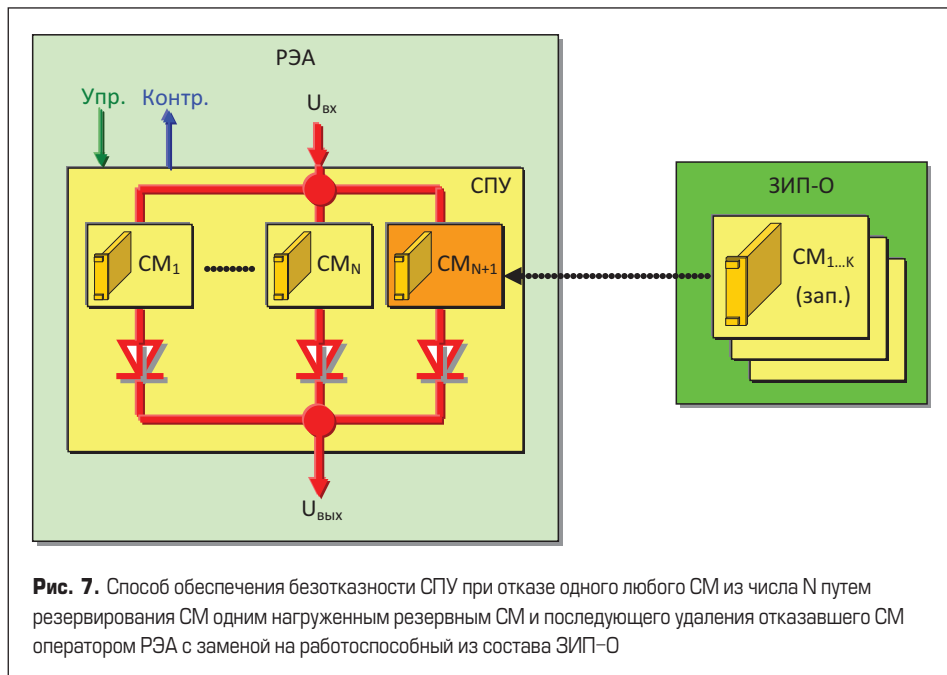 РЭА
Упр. Контр.
Uвх
СПУ
СМ1
СМN
СМN+1
Uвых
ЗИП-О
СМ1...К
(зап.)
Рис. 7. Способ обеспечения безотказности СПУ при отказе одного любого СМ из числа N путем
резервирования СМ одним нагруженным резервным СМ и последующего удаления отказавшего СМ
оператором РЭА с заменой на работоспособный из состава ЗИП–О